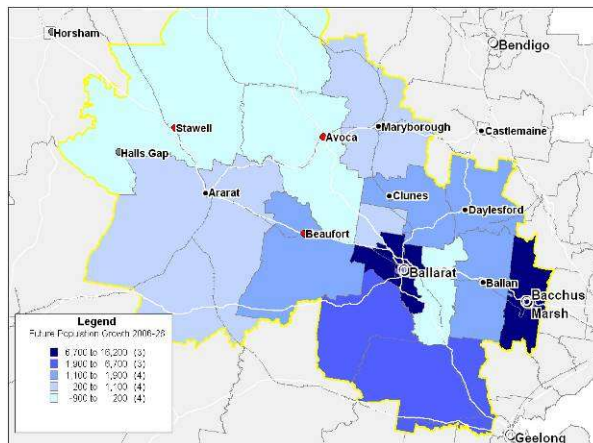 Horsham
Bendigo
Stawell
Avoca
Maryborough
Castlemaine
Halls Gap
Ararat
Clunes
Daylesford
Beaufort
Ballarat
Ballan
Bacchus
Marsh
Geelong
Legend
Future Population Growth 2006-26
6,700 to 16,200 (3)
1,900 to 6,700 (3)
1,100 to 1,900 (4)
200 to 1,100 (4)
-900 to 200 (4)